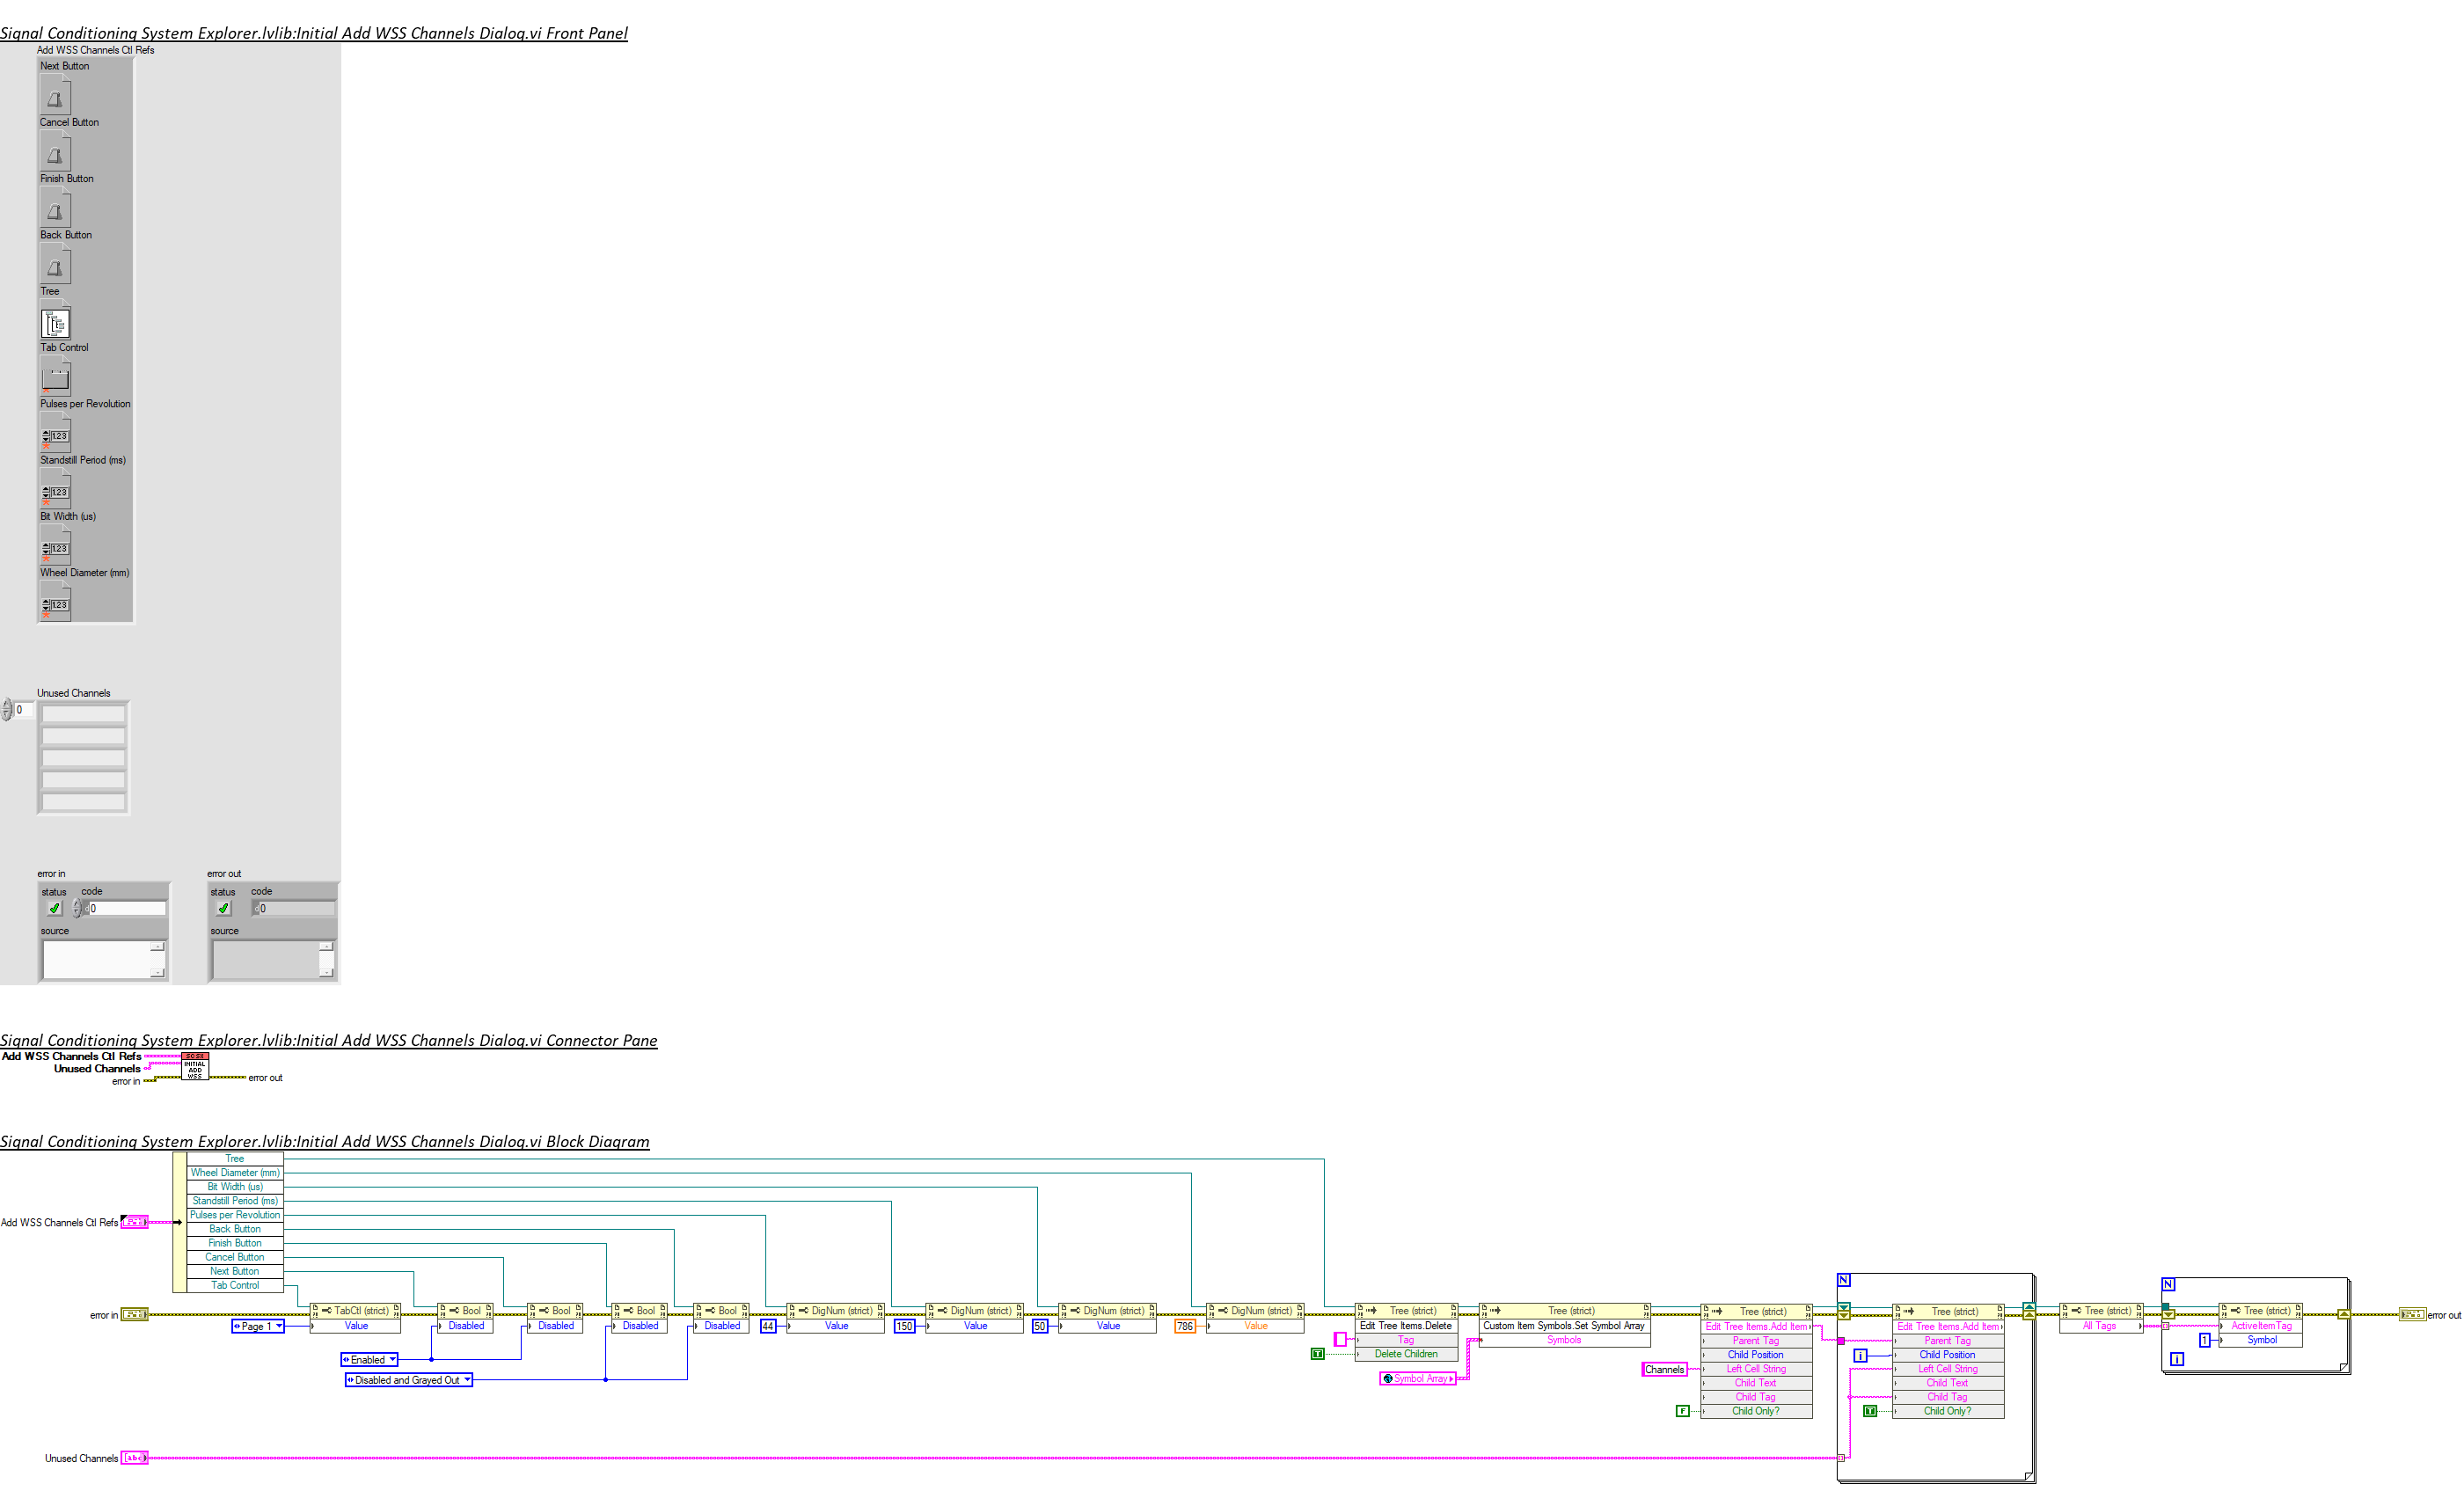 Signal Conditioning System Explorer.lvlib:Initial Add WSS Channels Dialog.vi Front Panel
Add WSS Channels Ctl Refs
Next Button
Cancel Button
Finish Button
Back Button
Tree
Tab Control
Pulses per Revolution
1.23
Standstill Period (ms)
1.23
Bit Width (us)
1.23
Wheel Diameter (mm)
1.23
Unused Channels
0
error in
status code
0
source
error out
status code
0
source
Signal Conditioning System Explorer.lvlib:Initial Add WSS Channels Dialog.vi Connector Pane
Add WSS Channels Ctl Refs
Unused Channels
error in
INITIAL
ADD
WSS
error out
Signal Conditioning System Explorer.lvlib:Initial Add WSS Channels Dialog.vi Block Diagram
Tree
Wheel Diameter (mm)
Bit Width (us)
Standstill Period (ms)
Pulses per Revolution
Back Button
Finish Button
Cancel Button
Next Button
Tab Control
Add WSS Channels Ctl Refs
error in
Page 1
TabCtl (strict)
Value
Enabled
Disabled and Grayed Out
Bool
Disabled
Bool
Disabled
Bool
Disabled
Bool
Disabled
44
DigNum (strict)
Value
150
DigNum (strict)
Value
50
DigNum (strict)
Value
786
DigNum (strict)
Value
Tree (strict)
Edit Tree Items.Delete
Tag
T
Delete Children
Tree (strict)
Custom Item Symbols.Set Symbol Array
Symbols
Symbol Array
Tree (strict)
Edit Tree Items.Add Item
Parent Tag
Child Position
Channels
Left Cell String
Child Text
Child Tag
F
Child Only?
N
Tree (strict)
Edit Tree Items.Add Item
Parent Tag
i
Child Position
Left Cell String
Child Text
Child Tag
T
Child Only?
Tree (strict)
All Tags
N
Tree (strict)
ActiveItemTag
1
Symbol
i
error out
Unused Channels
abc